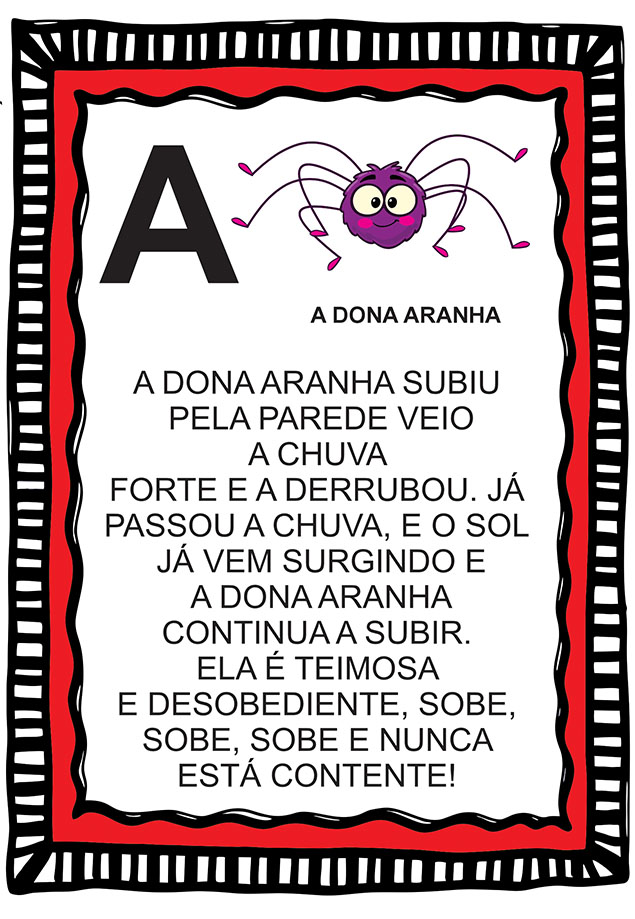 A
A DONA ARANHA
A DONA ARANHA SUBIU
PELA PAREDE VEIO
A CHUVA
FORTE E A DERRUBOU. JÁ
PASSOU A CHUVA, E O SOL
JÁ VEM SURGINDO E
A DONA ARANHA
CONTINUA A SUBIR.
ELA É TEIMOSA
E DESOBEDIENTE, SOBE,
SOBE, SOBE E NUNCA
ESTÁ CONTENTE!